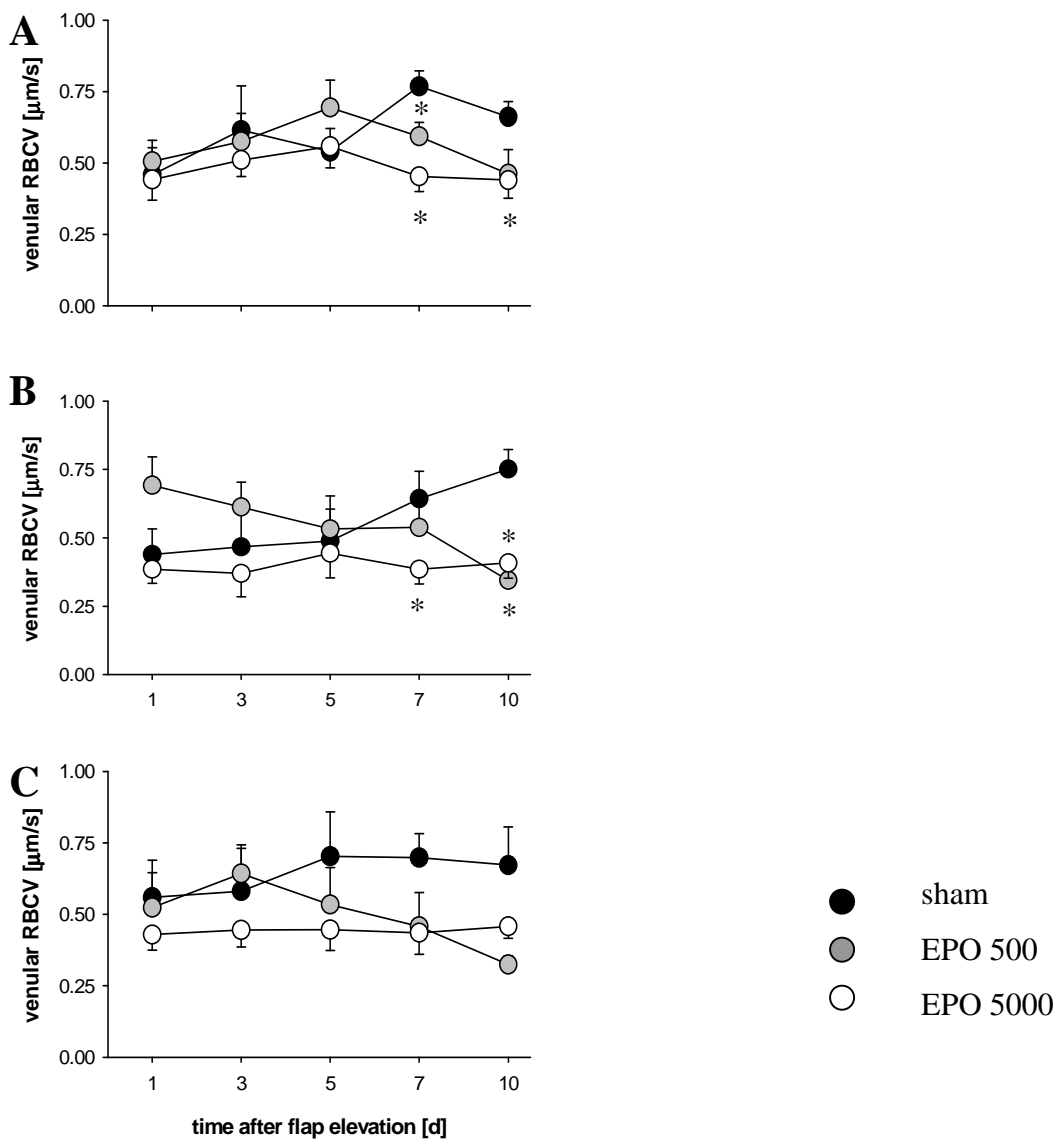 A
venular RBCV [µm/s]
1.00
0.75
0.50
0.25
0.00
*
*
*
B
venular RBCV [µm/s]
1.00
0.75
0.50
0.25
0.00
*
*
*
1 3 5 7 10
C
venular RBCV [µm/s]
1.00
0.75
0.50
0.25
0.00
1 3 5 7 10
time after flap elevation [d]
sham
EPO 500
EPO 5000